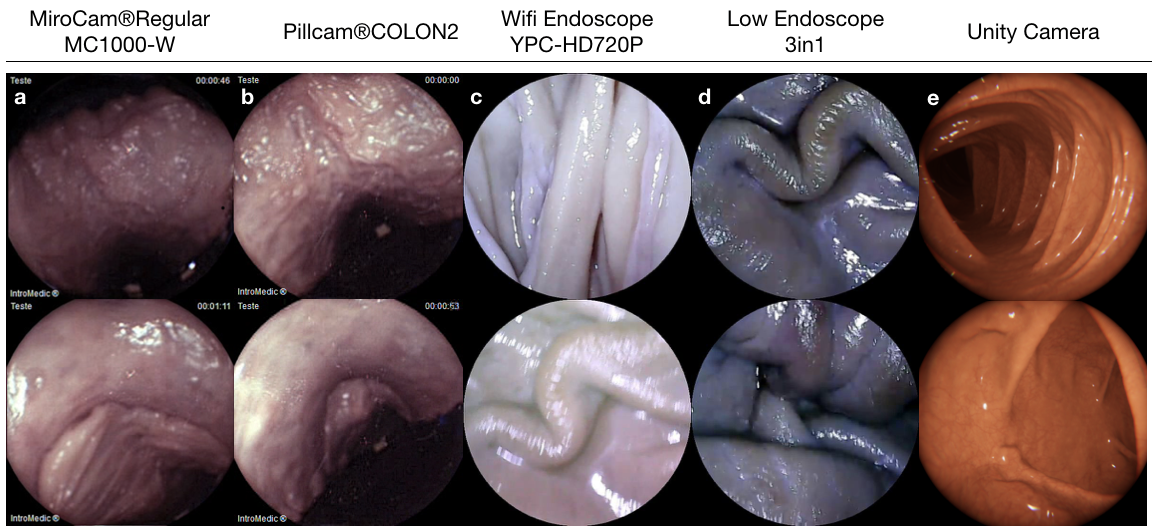 MiroCam®Regular
MC1000-W
Pillcam®COLON2
Wifi Endoscope
YPC-HD720P
Low Endoscope
3in1
Unity Camera
Teste
00:00:46
a
IntroMedic ®
Teste
00:00:00
b
IntroMedic ®
c
d
e
Teste
00:01:11
IntroMedic ®
Teste
00:00:53
IntroMedic ®